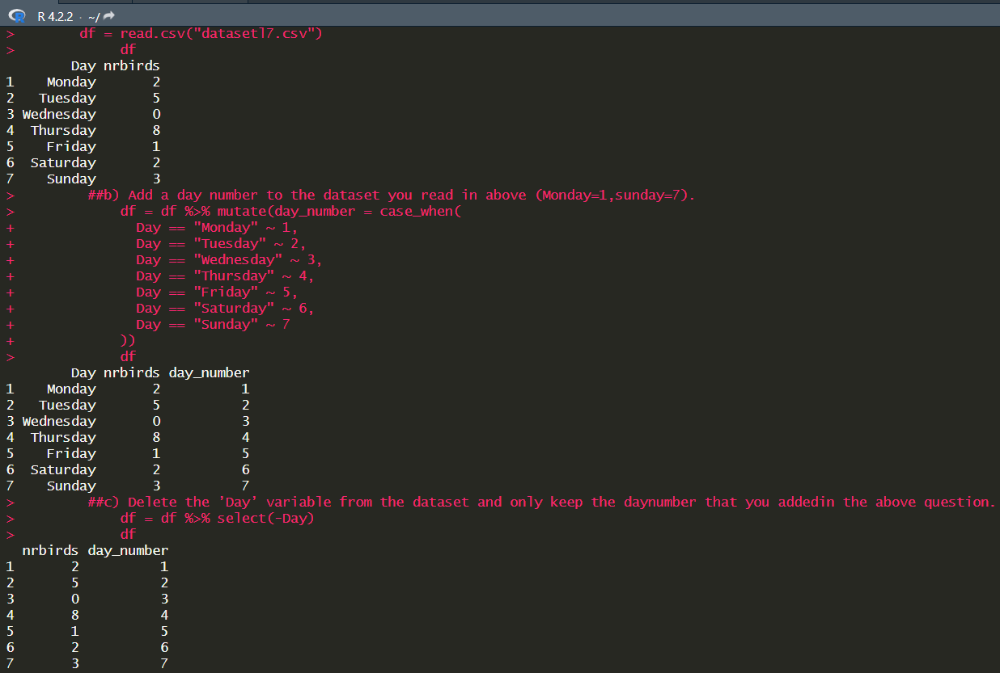 R 4.2.2 · ~/
> df = read.csv("datasetl7.csv")
> df
Day nrbirds
1 Monday 2
2 Tuesday 5
3 Wednesday 0
4 Thursday 8
5 Friday 1
6 Saturday 2
7 Sunday 3
> ##b) Add a day number to the dataset you read in above (Monday=1,sunday=7).
> df = df %>% mutate(day_number = case_when(
+ Day == "Monday" ~ 1,
+ Day == "Tuesday" ~ 2,
+ Day == "Wednesday" ~ 3,
+ Day == "Thursday" ~ 4,
+ Day == "Friday" ~ 5,
+ Day == "Saturday" ~ 6,
+ Day == "Sunday" ~ 7
+ ))
> df
Day nrbirds day_number
1 Monday 2 1
2 Tuesday 5 2
3 Wednesday 0 3
4 Thursday 8 4
5 Friday 1 5
6 Saturday 2 6
7 Sunday 3 7
> ##c) Delete the ’Day’ variable from the dataset and only keep the daynumber that you addedin the above question.
> df = df %>% select(-Day)
> df
nrbirds day_number
1 2 1
2 5 2
3 0 3
4 8 4
5 1 5
6 2 6
7 3 7